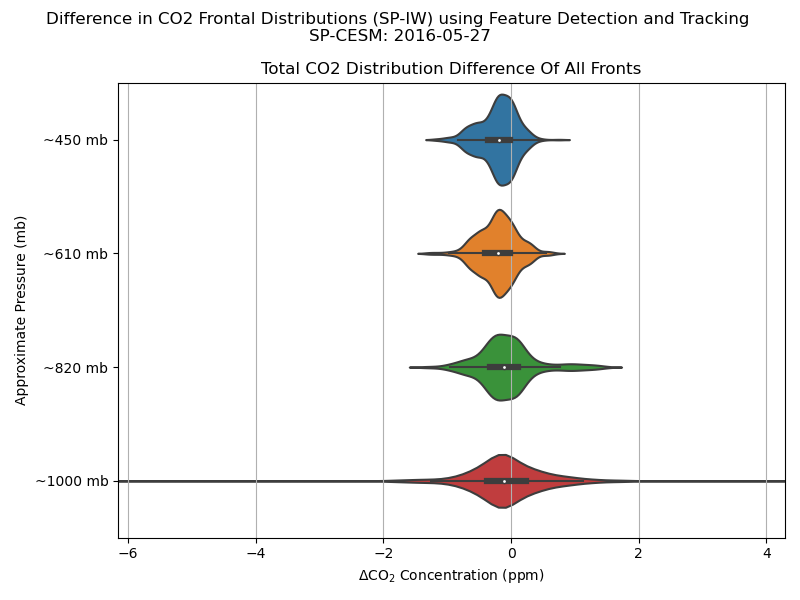 Difference in CO2 Frontal Distributions (SP-IW) using Feature Detection and Tracking
SP-CESM: 2016-05-27
Total CO2 Distribution Difference Of All Fronts
Approximate Pressure (mb)
~450 mb
~610 mb
~820 mb
~1000 mb
−6 −4 −2 0 2 4
ΔCO₂ Concentration (ppm)